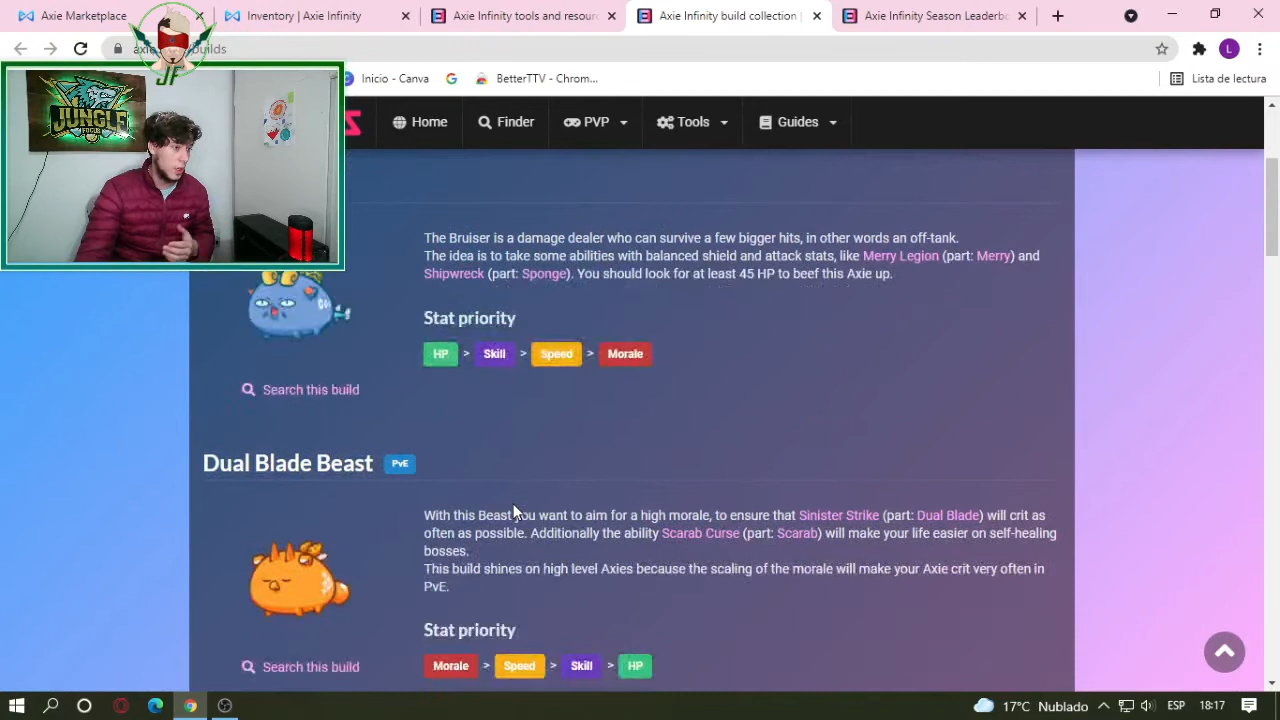 Axie Marketplace
Inventory | Axie Infinity
Axie Infinity tools and resour
Axie Infinity build collection |
Axie Infinity Season Leaderb
builds
Inicio - Canva
BetterTTV - Chrom...
Lista de lectura
JF
JUNGLE
FOCUS
Home
Finder
PVP
Tools
Guides
The Bruiser is a damage dealer who can survive a few bigger hits, in other words an off-tank.
The idea is to take some abilities with balanced shield and attack stats, like Merry Legion (part: Merry) and
Shipwreck (part: Sponge). You should look for at least 45 HP to beef this Axie up.
Stat priority
HP > Skill > Speed > Morale
Search this build
Dual Blade Beast PvE
With this Beast you want to aim for a high morale, to ensure that Sinister Strike (part: Dual Blade) will crit as
often as possible. Additionally the ability Scarab Curse (part: Scarab) will make your life easier on self-healing
bosses.
This build shines on high level Axies because the scaling of the morale will make your Axie crit very often in
PvE.
Stat priority
Morale > Speed > Skill > HP
Search this build
17°C Nublado
ESP
18:17